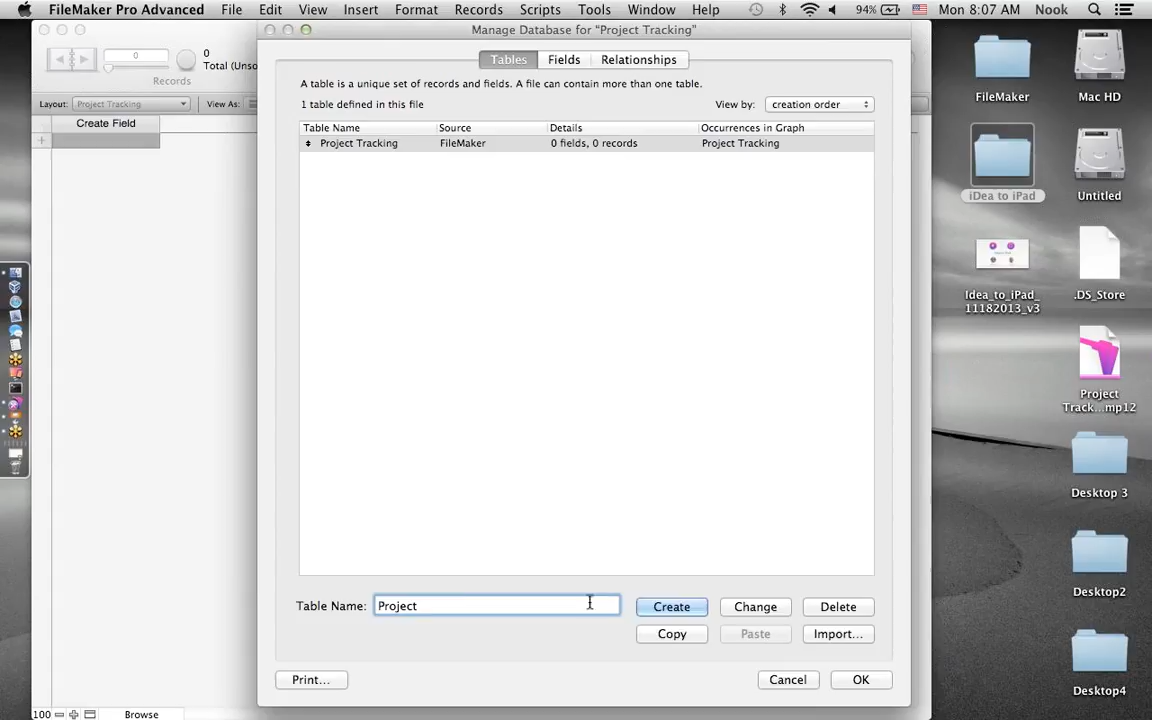 FileMaker Pro Advanced File Edit View Insert Format Records Scripts Tools Window Help 94% Mon 8:07 AM Nook
Manage Database for "Project Tracking"
0
0
Total (Unso
Records
Layout: Project Tracking View As:
Create Field
Tables Fields Relationships
A table is a unique set of records and fields. A file can contain more than one table.
1 table defined in this file
View by: creation order
Table Name Source Details Occurrences in Graph
Project Tracking FileMaker 0 fields, 0 records Project Tracking
Table Name: Project
Create Change Delete
Copy Paste Import...
Print... Cancel OK
100 Browse
FileMaker
Mac HD
iDea to iPad
Untitled
Idea_to_iPad_
11182013_v3
.DS_Store
Project
Track...mp12
Desktop 3
Desktop2
Desktop4